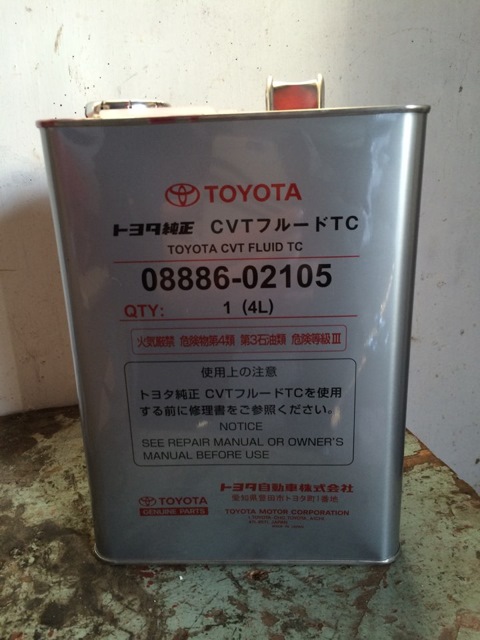 TOYOTA
トヨタ純正 CVTフルードTC
TOYOTA CVT FLUID TC
08886-02105
QTY: 1 (4L)
火気厳禁 危険物第4類 第3石油類 危険等級III
使用上の注意
トヨタ純正 CVTフルードTCを使用
する前に修理書をご参照ください。
NOTICE
SEE REPAIR MANUAL OR OWNER'S
MANUAL BEFORE USE
トヨタ自動車株式会社
愛知県豊田市トヨタ町1番地
TOYOTA
GENUINE PARTS
TOYOTA MOTOR CORPORATION